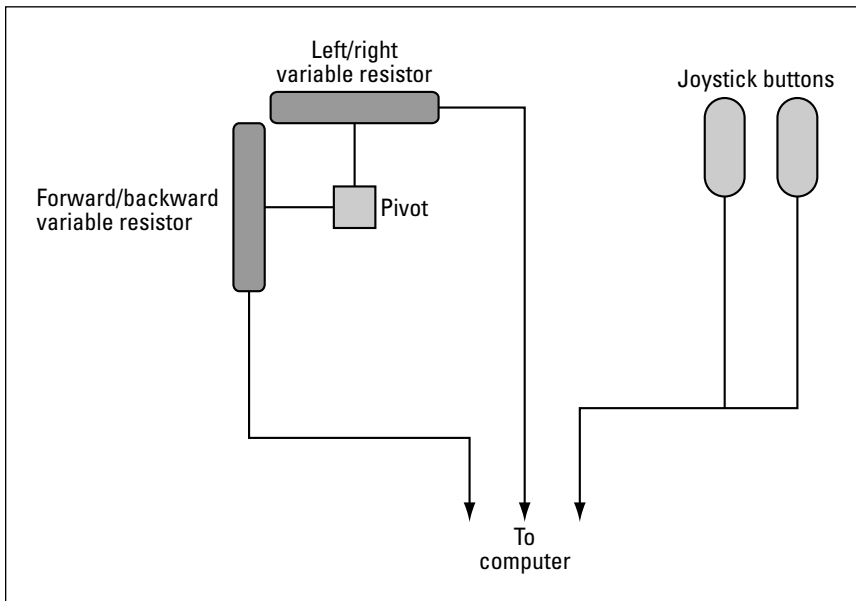 Left/right
variable resistor
Joystick buttons
Forward/backward
variable resistor
Pivot
To
computer